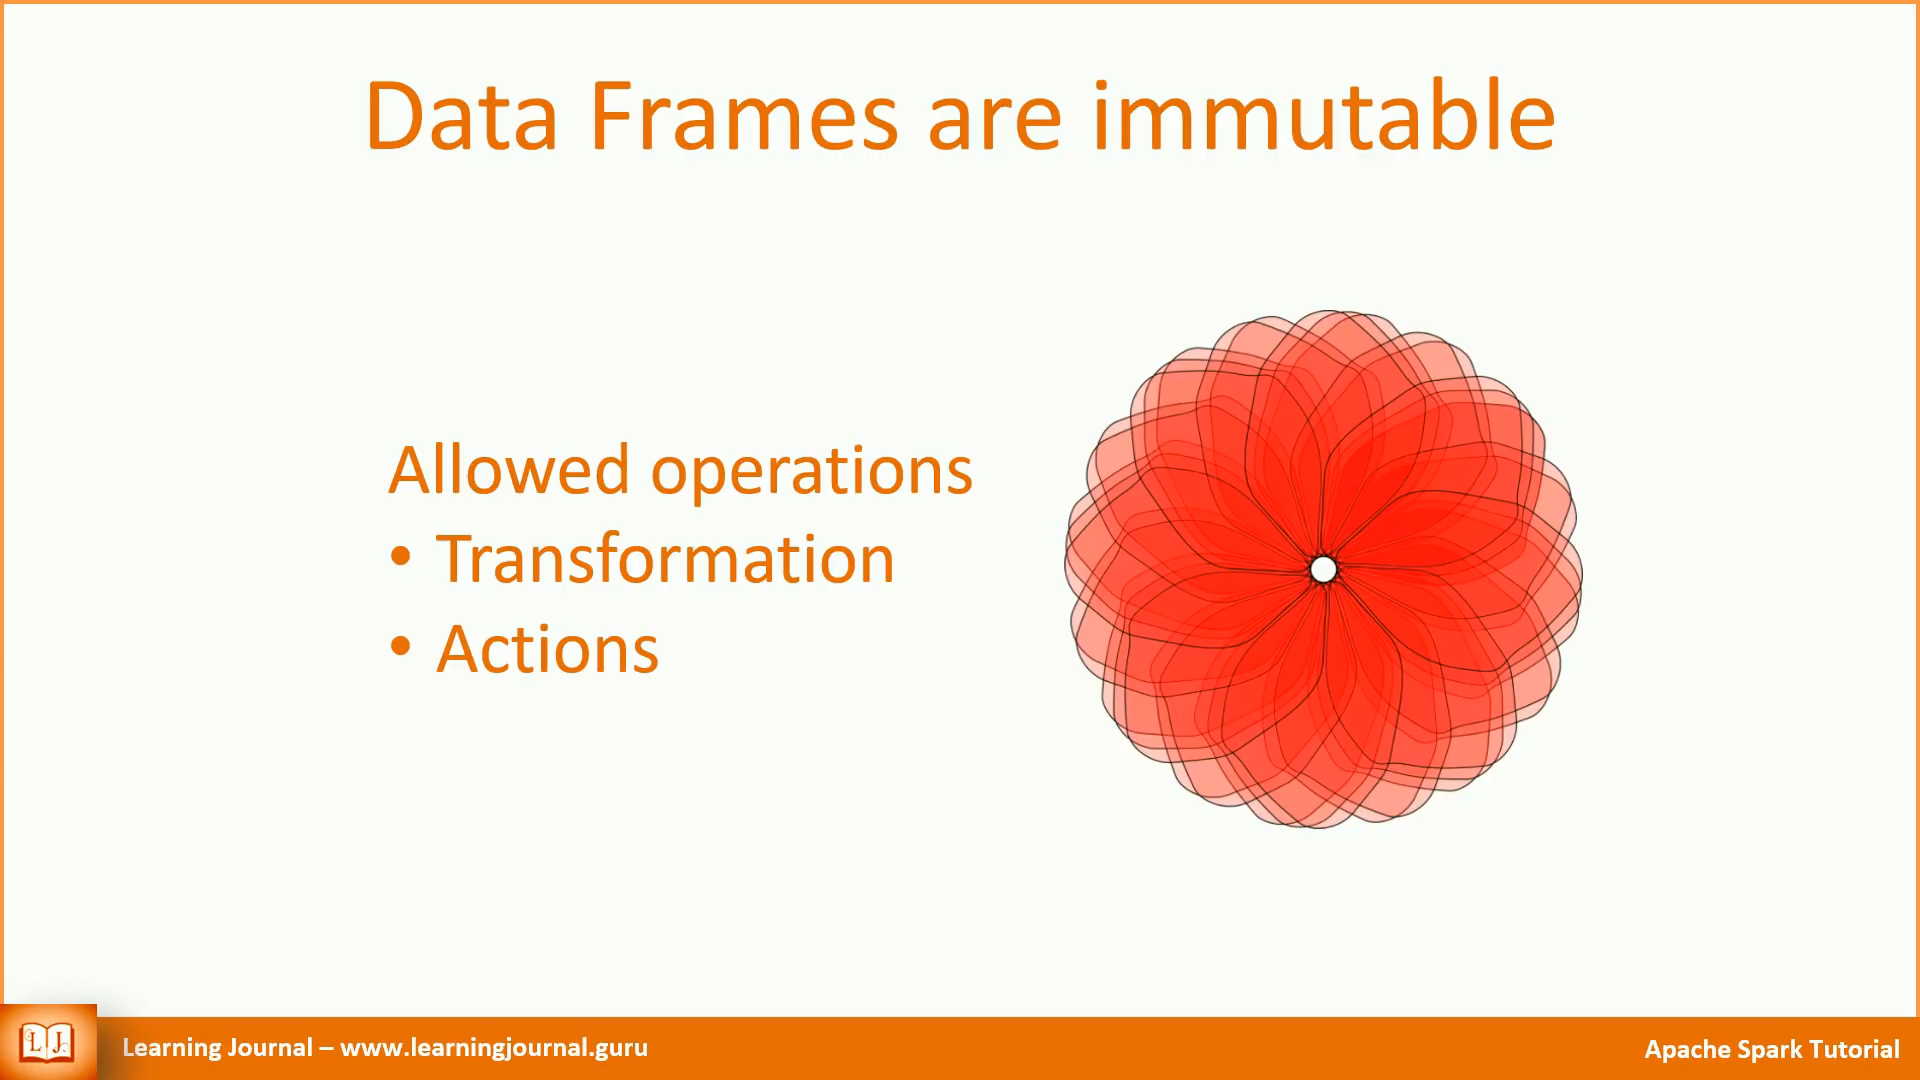 Data Frames are immutable
Allowed operations
• Transformation
• Actions
L J
Learning Journal – www.learningjournal.guru
Apache Spark Tutorial